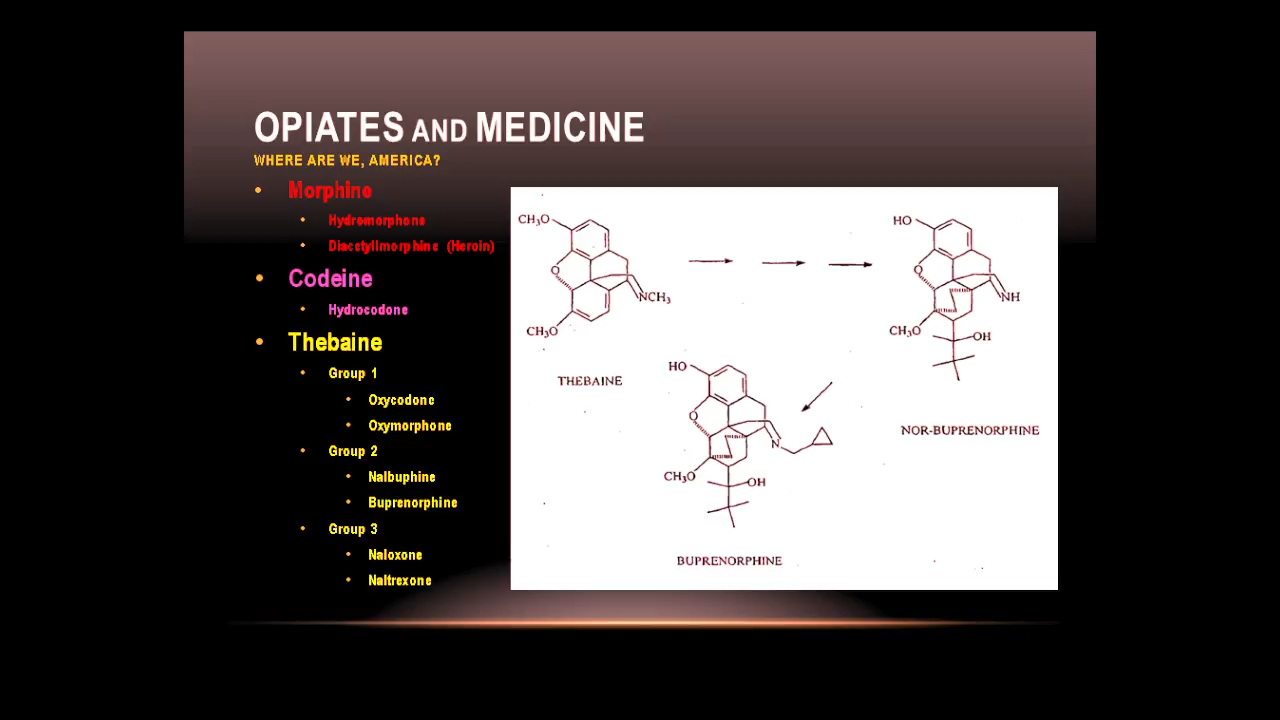 OPIATES AND MEDICINE
WHERE ARE WE, AMERICA?
• Morphine
• Hydromorphone
• Diacetyllmorphine (Heroin)
• Codeine
• Hydrocodone
• Thebaine
• Group 1
• Oxycodone
• Oxymorphone
• Group 2
• Nalbuphine
• Buprenorphine
• Group 3
• Naloxone
• Naltrexone
CH₃O
O
NCH₃
CH₃O
THEBAINE
HO
O
NH
CH₃O
OH
NOR-BUPRENORPHINE
HO
O
N
CH₃O
OH
BUPRENORPHINE